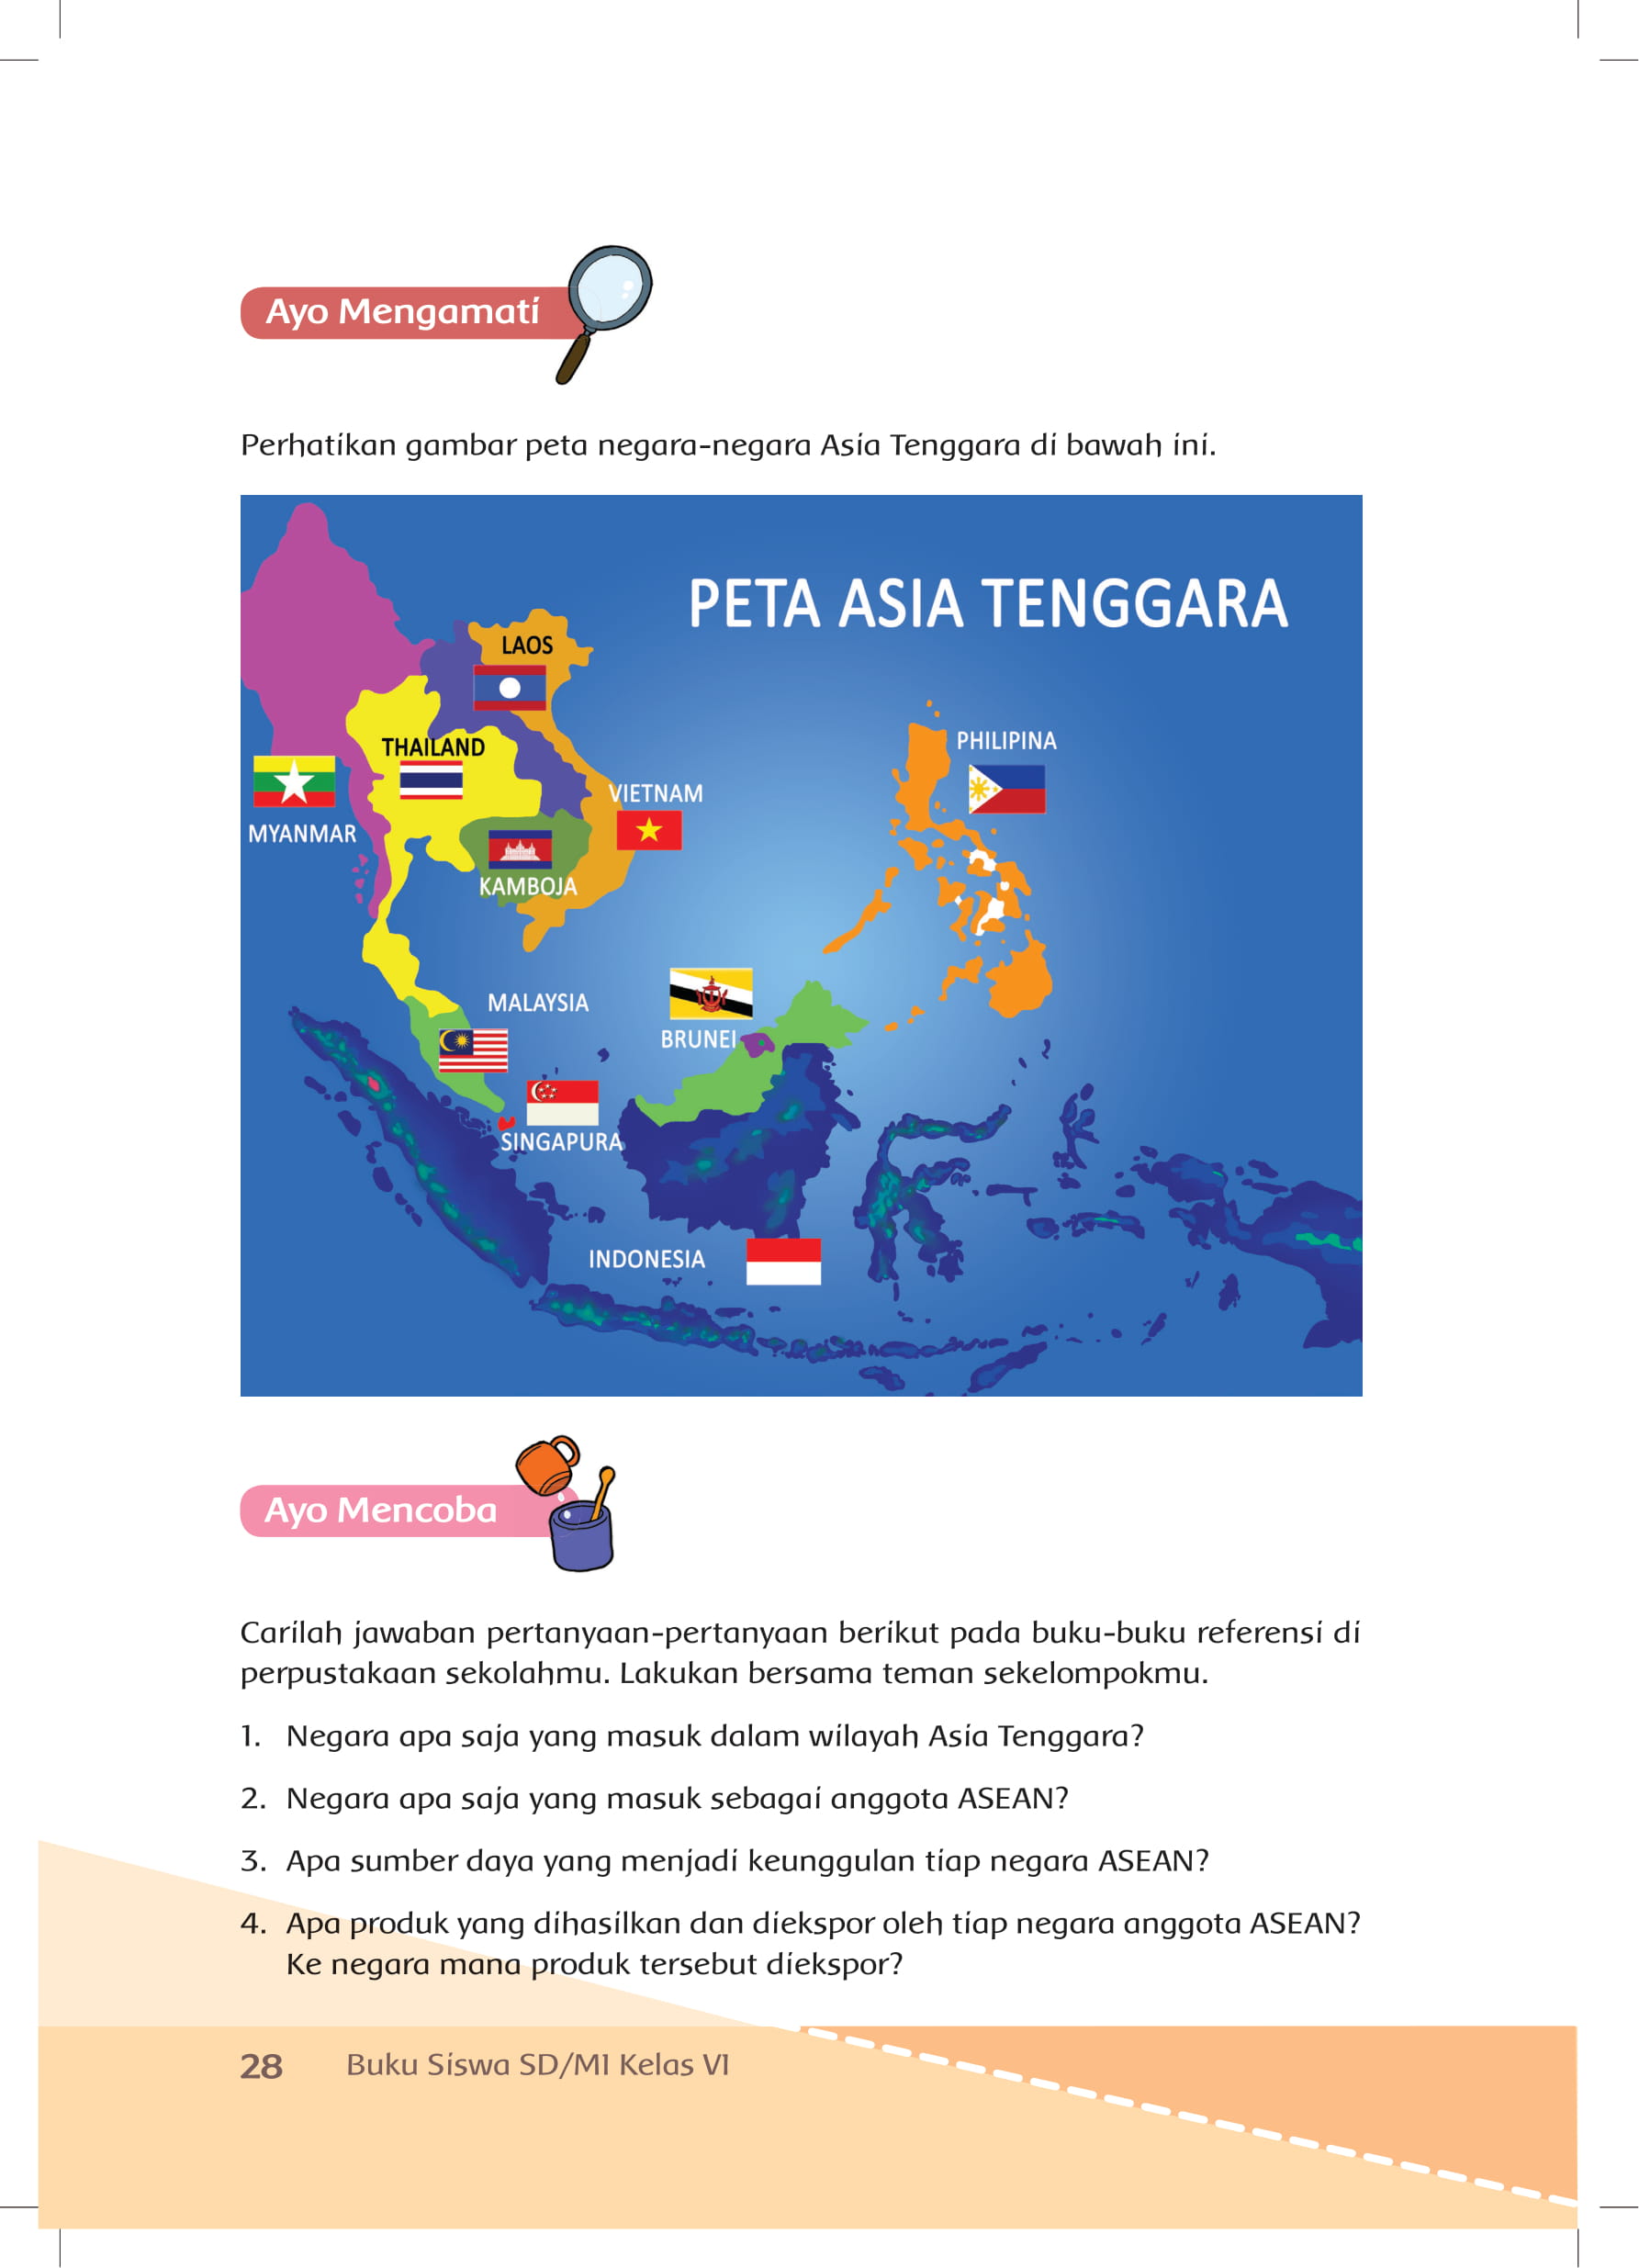 Ayo Mengamati
Perhatikan gambar peta negara-negara Asia Tenggara di bawah ini.
PETA ASIA TENGGARA
LAOS
THAILAND
PHILIPINA
VIETNAM
MYANMAR
KAMBOJA
MALAYSIA
BRUNEI
SINGAPURA
INDONESIA
Ayo Mencoba
Carilah jawaban pertanyaan-pertanyaan berikut pada buku-buku referensi di
perpustakaan sekolahmu. Lakukan bersama teman sekelompokmu.
1. Negara apa saja yang masuk dalam wilayah Asia Tenggara?
2. Negara apa saja yang masuk sebagai anggota ASEAN?
3. Apa sumber daya yang menjadi keunggulan tiap negara ASEAN?
4. Apa produk yang dihasilkan dan diekspor oleh tiap negara anggota ASEAN?
Ke negara mana produk tersebut diekspor?
28 Buku Siswa SD/MI Kelas VI